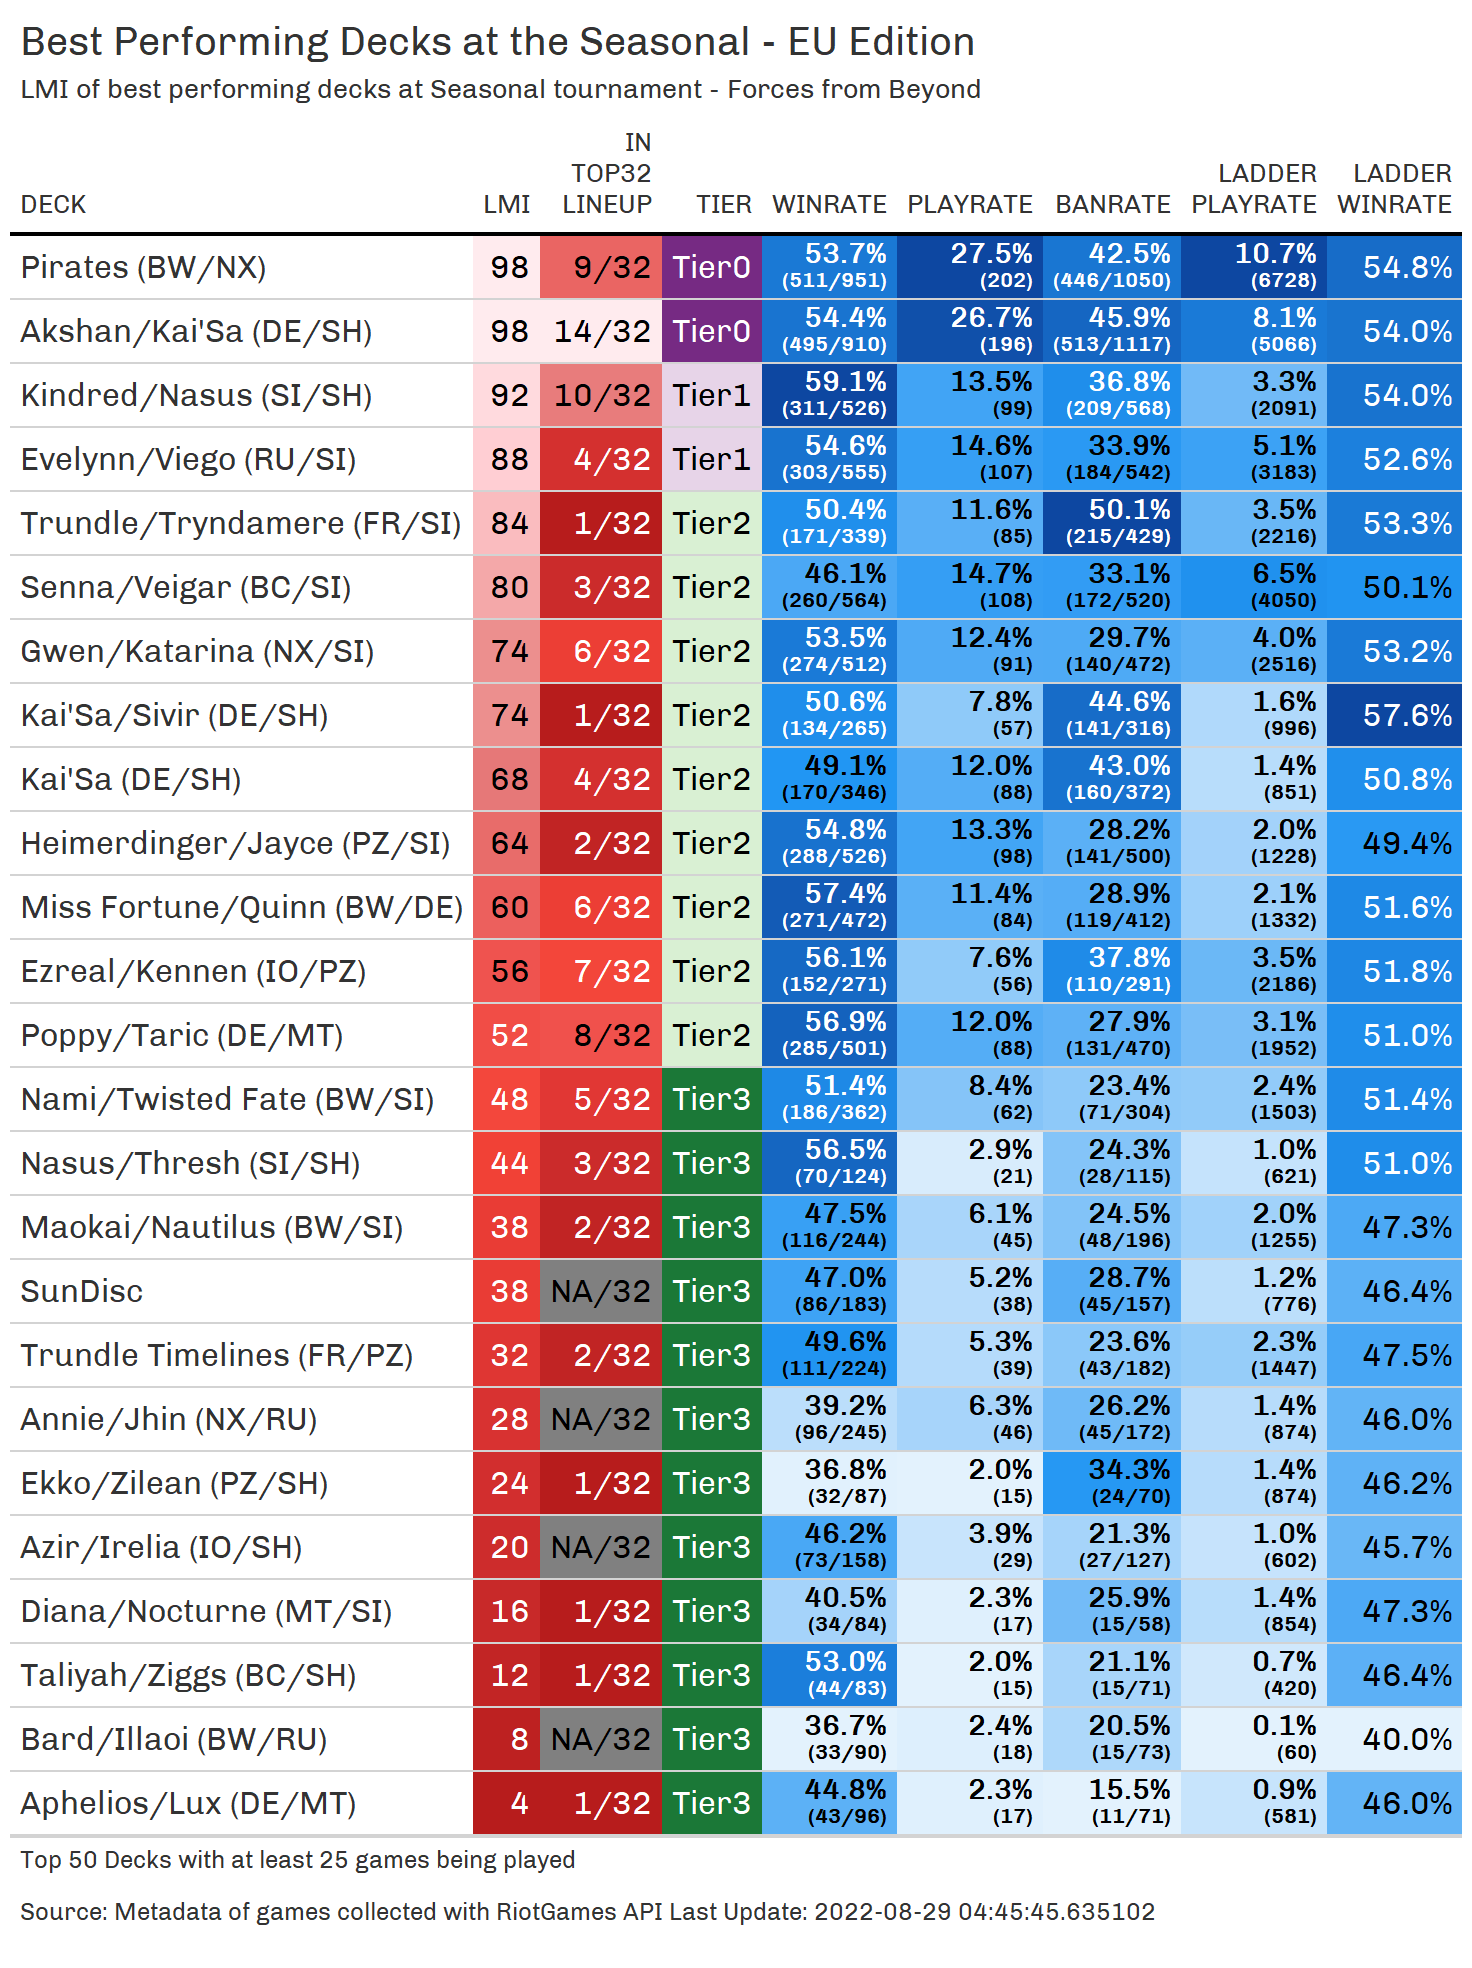 Best Performing Decks at the Seasonal - EU Edition
LMI of best performing decks at Seasonal tournament - Forces from Beyond
DECK LMI IN TOP32 LINEUP TIER WINRATE PLAYRATE BANRATE LADDER PLAYRATE LADDER WINRATE
Pirates (BW/NX) 98 9/32 Tier0 53.7% (511/951) 27.5% (202) 42.5% (446/1050) 10.7% (6728) 54.8%
Akshan/Kai'Sa (DE/SH) 98 14/32 Tier0 54.4% (495/910) 26.7% (196) 45.9% (513/1117) 8.1% (5066) 54.0%
Kindred/Nasus (SI/SH) 92 10/32 Tier1 59.1% (311/526) 13.5% (99) 36.8% (209/568) 3.3% (2091) 54.0%
Evelynn/Viego (RU/SI) 88 4/32 Tier1 54.6% (303/555) 14.6% (107) 33.9% (184/542) 5.1% (3183) 52.6%
Trundle/Tryndamere (FR/SI) 84 1/32 Tier2 50.4% (171/339) 11.6% (85) 50.1% (215/429) 3.5% (2216) 53.3%
Senna/Veigar (BC/SI) 80 3/32 Tier2 46.1% (260/564) 14.7% (108) 33.1% (172/520) 6.5% (4050) 50.1%
Gwen/Katarina (NX/SI) 74 6/32 Tier2 53.5% (274/512) 12.4% (91) 29.7% (140/472) 4.0% (2516) 53.2%
Kai'Sa/Sivir (DE/SH) 74 1/32 Tier2 50.6% (134/265) 7.8% (57) 44.6% (141/316) 1.6% (996) 57.6%
Kai'Sa (DE/SH) 68 4/32 Tier2 49.1% (170/346) 12.0% (88) 43.0% (160/372) 1.4% (851) 50.8%
Heimerdinger/Jayce (PZ/SI) 64 2/32 Tier2 54.8% (288/526) 13.3% (98) 28.2% (141/500) 2.0% (1228) 49.4%
Miss Fortune/Quinn (BW/DE) 60 6/32 Tier2 57.4% (271/472) 11.4% (84) 28.9% (119/412) 2.1% (1332) 51.6%
Ezreal/Kennen (IO/PZ) 56 7/32 Tier2 56.1% (152/271) 7.6% (56) 37.8% (110/291) 3.5% (2186) 51.8%
Poppy/Taric (DE/MT) 52 8/32 Tier2 56.9% (285/501) 12.0% (88) 27.9% (131/470) 3.1% (1952) 51.0%
Nami/Twisted Fate (BW/SI) 48 5/32 Tier3 51.4% (186/362) 8.4% (62) 23.4% (71/304) 2.4% (1503) 51.4%
Nasus/Thresh (SI/SH) 44 3/32 Tier3 56.5% (70/124) 2.9% (21) 24.3% (28/115) 1.0% (621) 51.0%
Maokai/Nautilus (BW/SI) 38 2/32 Tier3 47.5% (116/244) 6.1% (45) 24.5% (48/196) 2.0% (1255) 47.3%
SunDisc 38 NA/32 Tier3 47.0% (86/183) 5.2% (38) 28.7% (45/157) 1.2% (776) 46.4%
Trundle Timelines (FR/PZ) 32 2/32 Tier3 49.6% (111/224) 5.3% (39) 23.6% (43/182) 2.3% (1447) 47.5%
Annie/Jhin (NX/RU) 28 NA/32 Tier3 39.2% (96/245) 6.3% (46) 26.2% (45/172) 1.4% (874) 46.0%
Ekko/Zilean (PZ/SH) 24 1/32 Tier3 36.8% (32/87) 2.0% (15) 34.3% (24/70) 1.4% (874) 46.2%
Azir/Irelia (IO/SH) 20 NA/32 Tier3 46.2% (73/158) 3.9% (29) 21.3% (27/127) 1.0% (602) 45.7%
Diana/Nocturne (MT/SI) 16 1/32 Tier3 40.5% (34/84) 2.3% (17) 25.9% (15/58) 1.4% (854) 47.3%
Taliyah/Ziggs (BC/SH) 12 1/32 Tier3 53.0% (44/83) 2.0% (15) 21.1% (15/71) 0.7% (420) 46.4%
Bard/Illaoi (BW/RU) 8 NA/32 Tier3 36.7% (33/90) 2.4% (18) 20.5% (15/73) 0.1% (60) 40.0%
Aphelios/Lux (DE/MT) 4 1/32 Tier3 44.8% (43/96) 2.3% (17) 15.5% (11/71) 0.9% (581) 46.0%
Top 50 Decks with at least 25 games being played
Source: Metadata of games collected with RiotGames API Last Update: 2022-08-29 04:45:45.635102